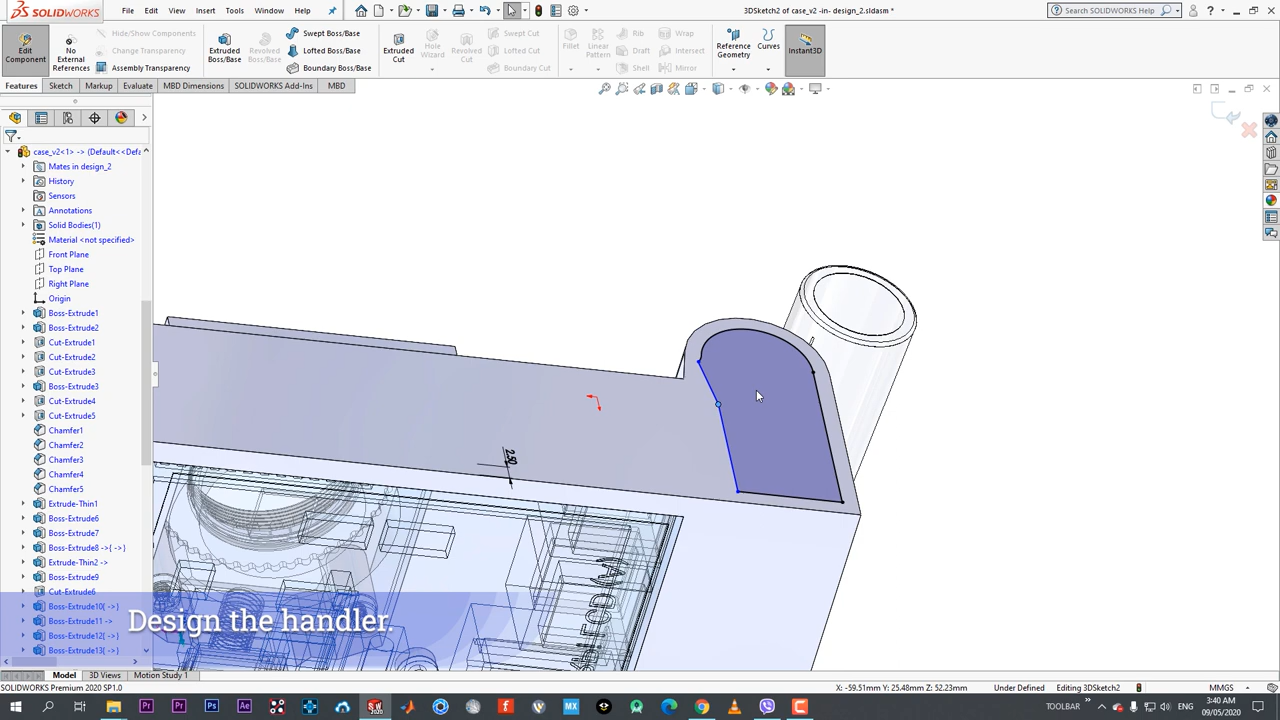 SOLIDWORKS
File Edit View Insert Tools Window Help
3DSketch2 of case_v2 -in- design_2.sldasm *
Search SOLIDWORKS Help
Edit Component
No External References
Hide/Show Components
Change Transparency
Assembly Transparency
Extruded Boss/Base
Revolved Boss/Base
Swept Boss/Base
Lofted Boss/Base
Boundary Boss/Base
Extruded Cut
Hole Wizard
Revolved Cut
Swept Cut
Lofted Cut
Boundary Cut
Fillet
Linear Pattern
Rib
Draft
Shell
Wrap
Intersect
Mirror
Reference Geometry
Curves
Instant3D
Features Sketch Markup Evaluate MBD Dimensions SOLIDWORKS Add-Ins MBD
case_v2<1> -> (Default<<Defa
Mates in design_2
History
Sensors
Annotations
Solid Bodies(1)
Material <not specified>
Front Plane
Top Plane
Right Plane
Origin
Boss-Extrude1
Boss-Extrude2
Cut-Extrude1
Cut-Extrude2
Cut-Extrude3
Boss-Extrude3
Cut-Extrude4
Cut-Extrude5
Chamfer1
Chamfer2
Chamfer3
Chamfer4
Chamfer5
Extrude-Thin1
Boss-Extrude6
Boss-Extrude7
Boss-Extrude8 ->{ ->}
Extrude-Thin2 ->
Boss-Extrude9
Cut-Extrude6
Boss-Extrude10{ ->}
Boss-Extrude11 ->
Boss-Extrude12{ ->}
Boss-Extrude13{ ->}
2.50
Design the handler
Model 3D Views Motion Study 1
SOLIDWORKS Premium 2020 SP1.0
X: -59.51mm Y: 25.48mm Z: 52.23mm Under Defined Editing 3DSketch2 MMGS
TOOLBAR
ENG
3:40 AM
09/05/2020